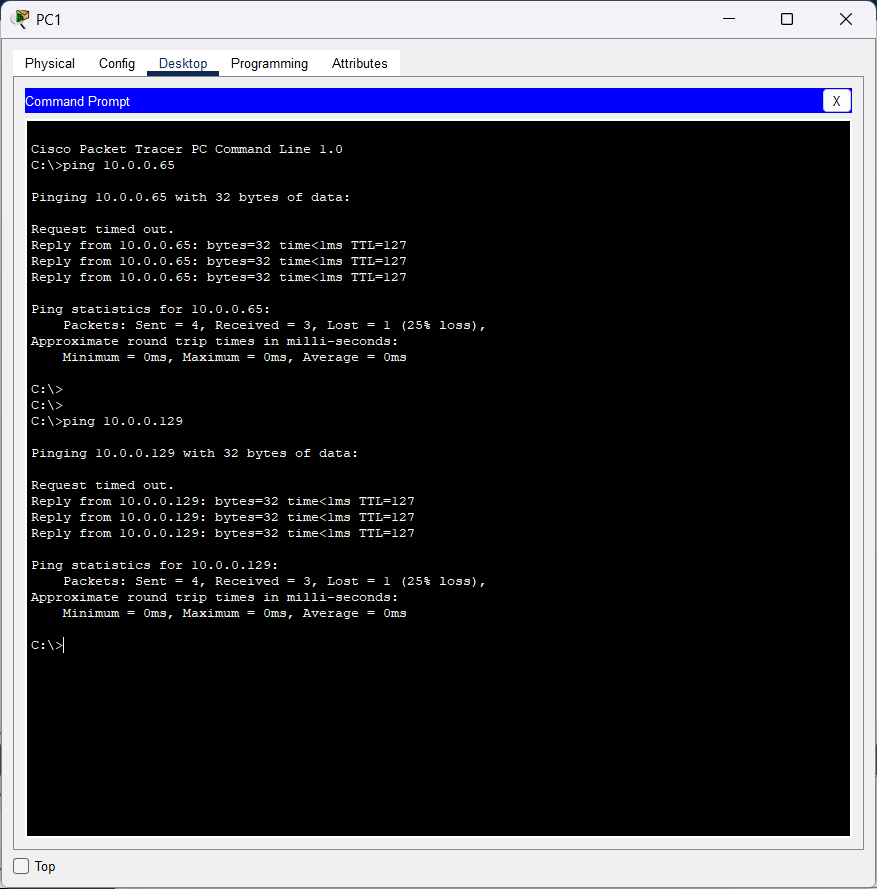 PC1
Physical Config Desktop Programming Attributes
Command Prompt
X
Cisco Packet Tracer PC Command Line 1.0
C:\>ping 10.0.0.65
Pinging 10.0.0.65 with 32 bytes of data:
Request timed out.
Reply from 10.0.0.65: bytes=32 time<1ms TTL=127
Reply from 10.0.0.65: bytes=32 time<1ms TTL=127
Reply from 10.0.0.65: bytes=32 time<1ms TTL=127
Ping statistics for 10.0.0.65:
Packets: Sent = 4, Received = 3, Lost = 1 (25% loss),
Approximate round trip times in milli-seconds:
Minimum = 0ms, Maximum = 0ms, Average = 0ms
C:\>
C:\>
C:\>ping 10.0.0.129
Pinging 10.0.0.129 with 32 bytes of data:
Request timed out.
Reply from 10.0.0.129: bytes=32 time<1ms TTL=127
Reply from 10.0.0.129: bytes=32 time<1ms TTL=127
Reply from 10.0.0.129: bytes=32 time<1ms TTL=127
Ping statistics for 10.0.0.129:
Packets: Sent = 4, Received = 3, Lost = 1 (25% loss),
Approximate round trip times in milli-seconds:
Minimum = 0ms, Maximum = 0ms, Average = 0ms
C:\>
Top